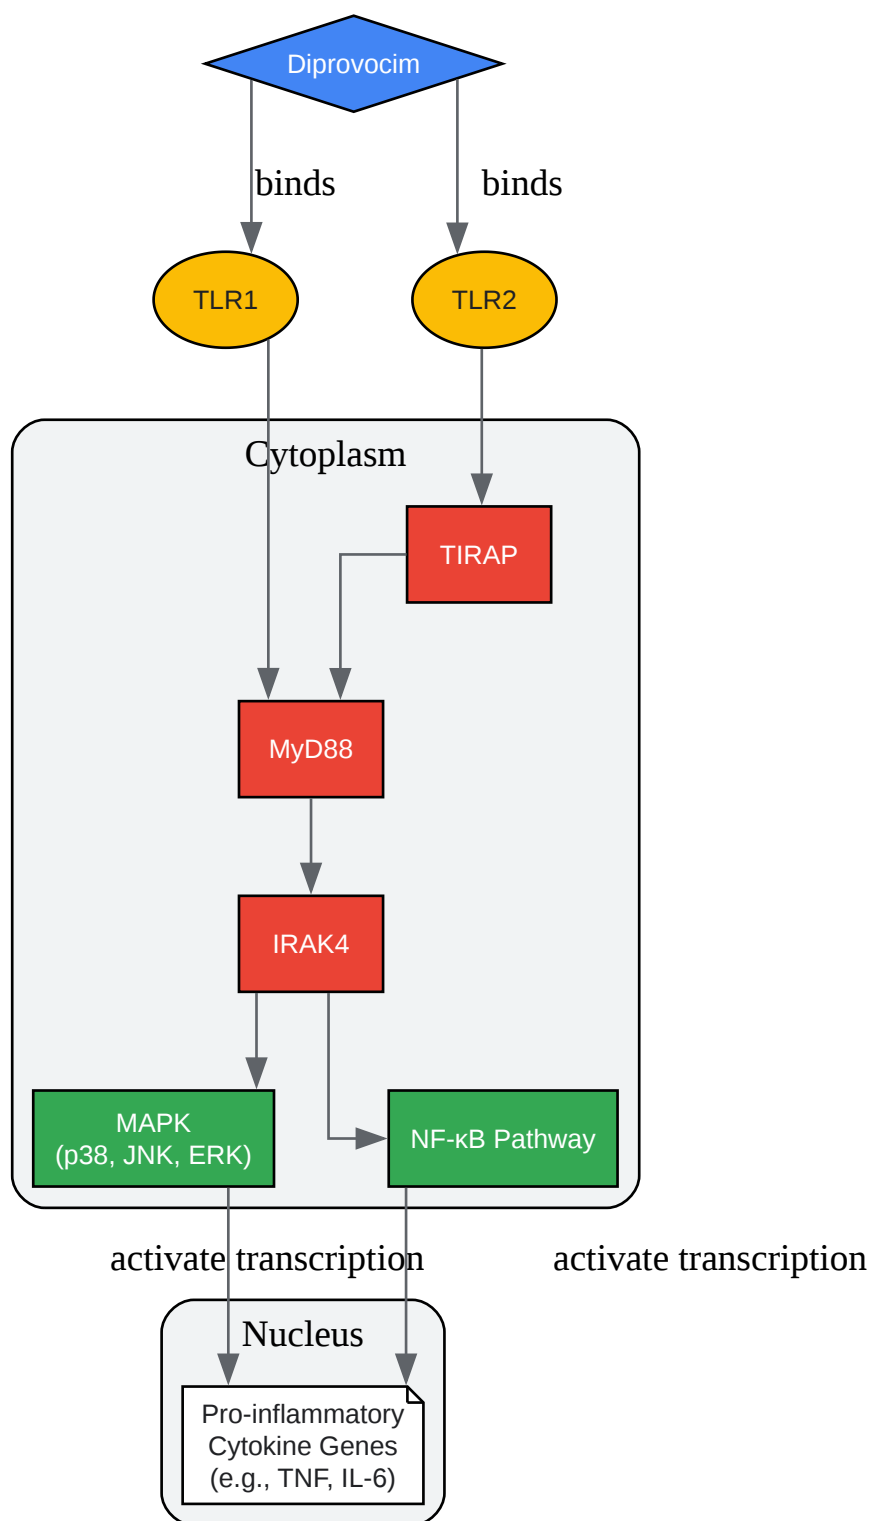 Diprovocim
binds
binds
TLR1
TLR2
Cytoplasm
TIRAP
MyD88
IRAK4
MAPK
(p38, JNK, ERK)
NF-κB Pathway
activate transcription
activate transcription
Nucleus
Pro-inflammatory
Cytokine Genes
(e.g., TNF, IL-6)